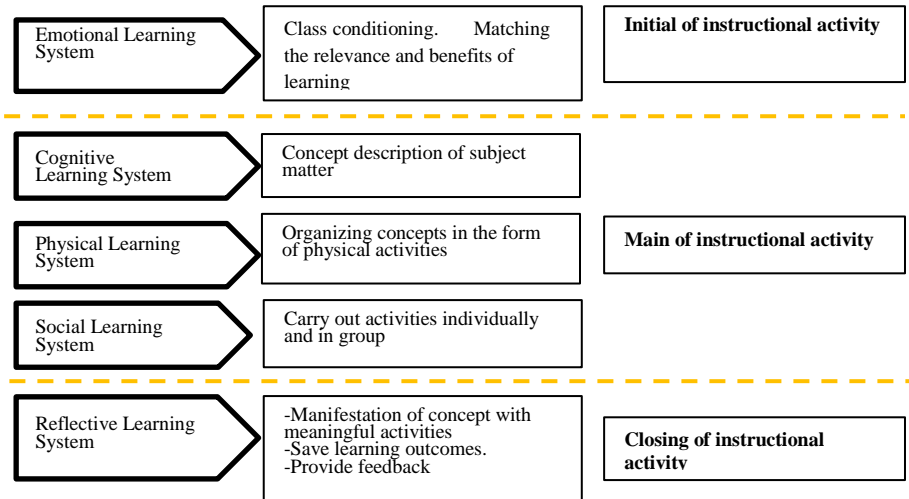 Emotional Learning
System
Class conditioning. Matching
the relevance and benefits of
learning
Initial of instructional activity
Cognitive
Learning System
Concept description of subject
matter
Physical Learning
System
Organizing concepts in the form
of physical activities
Main of instructional activity
Social Learning
System
Carry out activities individually
and in group
Reflective Learning
System
-Manifestation of concept with
meaningful activities
-Save learning outcomes.
-Provide feedback
Closing of instructional
activity